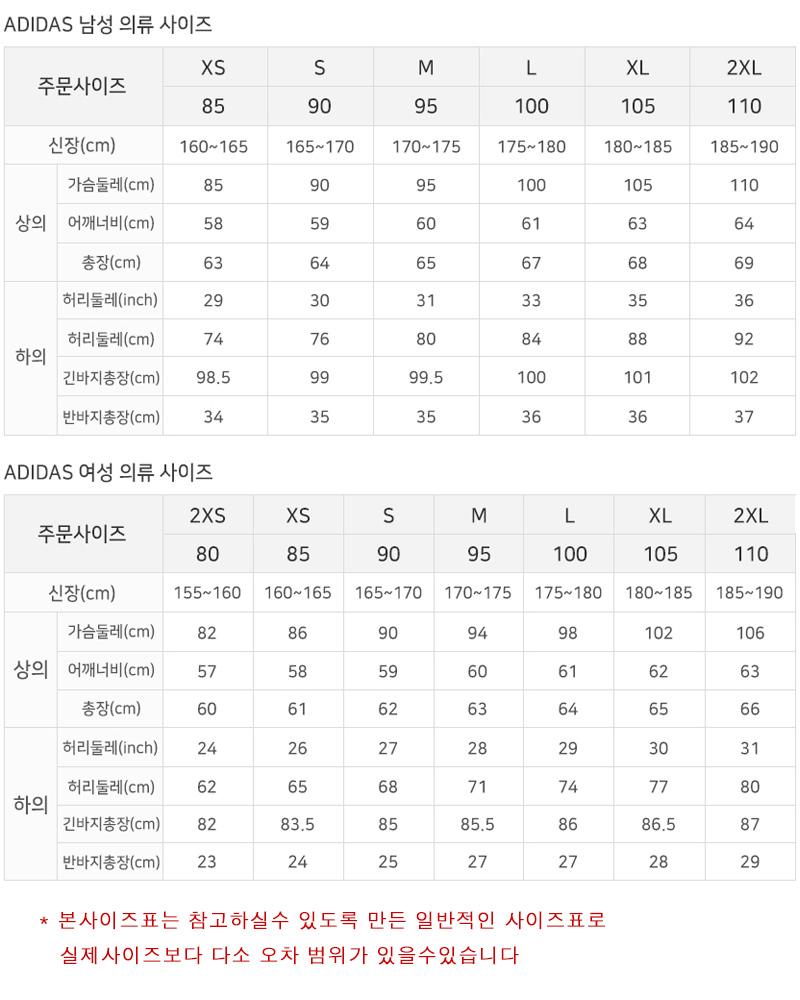 ADIDAS 남성 의류 사이즈
주문사이즈 XS S M L XL 2XL
85 90 95 100 105 110
신장(cm) 160~165 165~170 170~175 175~180 180~185 185~190
상의 가슴둘레(cm) 85 90 95 100 105 110
어깨너비(cm) 58 59 60 61 63 64
총장(cm) 63 64 65 67 68 69
하의 허리둘레(inch) 29 30 31 33 35 36
허리둘레(cm) 74 76 80 84 88 92
긴바지총장(cm) 98.5 99 99.5 100 101 102
반바지총장(cm) 34 35 35 36 36 37
ADIDAS 여성 의류 사이즈
주문사이즈 2XS XS S M L XL 2XL
80 85 90 95 100 105 110
신장(cm) 155~160 160~165 165~170 170~175 175~180 180~185 185~190
상의 가슴둘레(cm) 82 86 90 94 98 102 106
어깨너비(cm) 57 58 59 60 61 62 63
총장(cm) 60 61 62 63 64 65 66
하의 허리둘레(inch) 24 26 27 28 29 30 31
허리둘레(cm) 62 65 68 71 74 77 80
긴바지총장(cm) 82 83.5 85 85.5 86 86.5 87
반바지총장(cm) 23 24 25 27 27 28 29
* 본사이즈표는 참고하실수 있도록 만든 일반적인 사이즈표로
실제사이즈보다 다소 오차 범위가 있을수있습니다